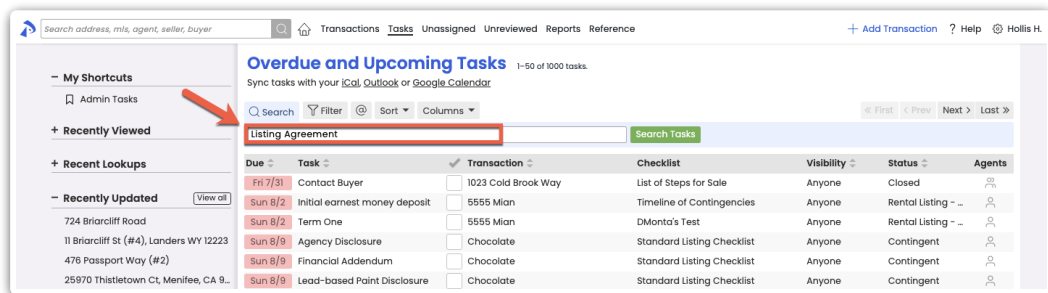 Search address, mls, agent, seller, buyer
Transactions Tasks Unassigned Unreviewed Reports Reference
+ Add Transaction ? Help Hollis H.
– My Shortcuts
Admin Tasks
+ Recently Viewed
+ Recent Lookups
– Recently Updated View all
724 Briarcliff Road
11 Briarcliff St (#4), Landers WY 12223
476 Passport Way (#2)
25970 Thistletown Ct, Menifee, CA 9...
Overdue and Upcoming Tasks 1-50 of 1000 tasks.
Sync tasks with your iCal, Outlook or Google Calendar
Search Filter @ Sort Columns
« First < Prev Next > Last »
Listing Agreement Search Tasks
Due Task Transaction Checklist Visibility Status Agents
Fri 7/31 Contact Buyer 1023 Cold Brook Way List of Steps for Sale Anyone Closed
Sun 8/2 Initial earnest money deposit 5555 Mian Timeline of Contingencies Anyone Rental Listing - ...
Sun 8/2 Term One 5555 Mian DMonta's Test Anyone Rental Listing - ...
Sun 8/9 Agency Disclosure Chocolate Standard Listing Checklist Anyone Contingent
Sun 8/9 Financial Addendum Chocolate Standard Listing Checklist Anyone Contingent
Sun 8/9 Lead-based Paint Disclosure Chocolate Standard Listing Checklist Anyone Contingent